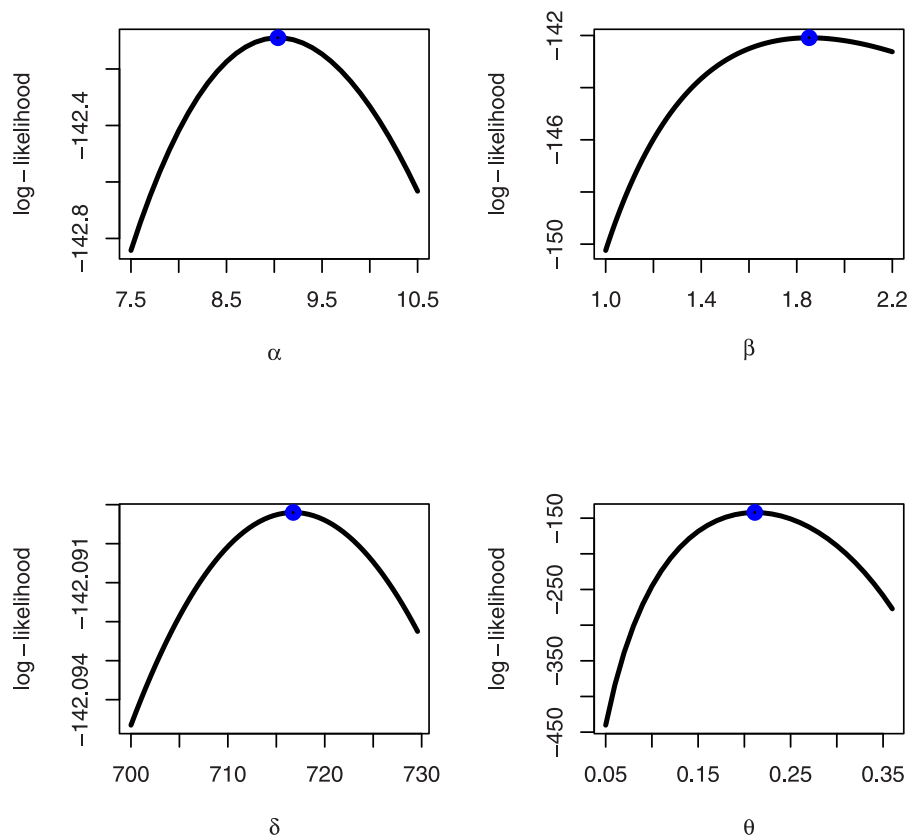 log−likelihood
−142.8
−142.4
7.5 8.5 9.5 10.5
α
log−likelihood
−150
−146
−142
1.0 1.4 1.8 2.2
β
log−likelihood
−142.094
−142.091
700 710 720 730
δ
log−likelihood
−450
−350
−250
−150
0.05 0.15 0.25 0.35
θ